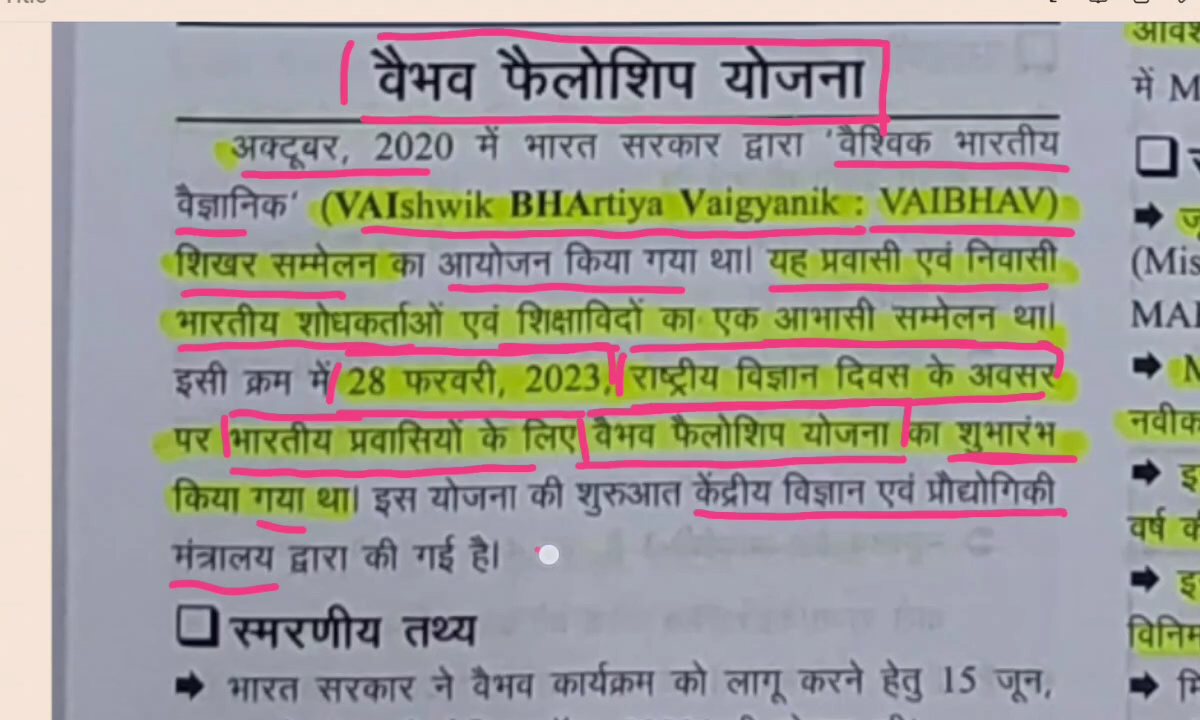 वैभव फैलोशिप योजना
अक्टूबर, 2020 में भारत सरकार द्वारा 'वैश्विक भारतीय
वैज्ञानिक' (VAIshwik BHArtiya Vaigyanik : VAIBHAV)
शिखर सम्मेलन का आयोजन किया गया था। यह प्रवासी एवं निवासी
भारतीय शोधकर्ताओं एवं शिक्षाविदों का एक आभासी सम्मेलन था।
इसी क्रम में 28 फरवरी, 2023, राष्ट्रीय विज्ञान दिवस के अवसर
पर भारतीय प्रवासियों के लिए वैभव फैलोशिप योजना का शुभारंभ
किया गया था। इस योजना की शुरुआत केंद्रीय विज्ञान एवं प्रौद्योगिकी
मंत्रालय द्वारा की गई है।
स्मरणीय तथ्य
➡ भारत सरकार ने वैभव कार्यक्रम को लागू करने हेतु 15 जून,
में
(Mis
वर्ष